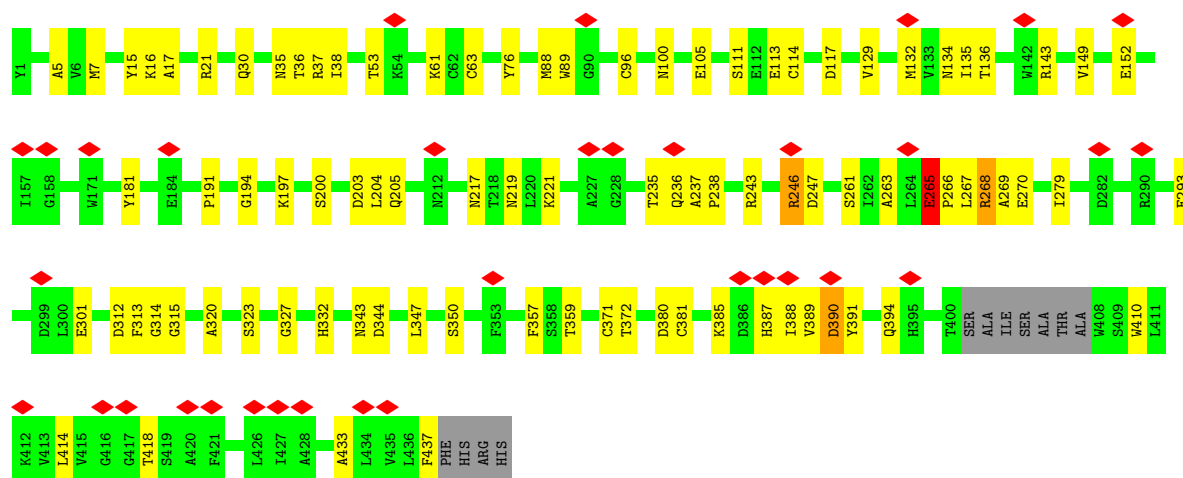 Y1 A5 V6 M7 Y15 K16 A17 R21 Q30 N35 T36 R37 I38 T53 K54 K61 C62 C63 Y76 M88 W89 G90 C96 N100 E105 S111 E112 E113 C114 D117 V129 M132 V133 N134 I135 T136 W142 R143 V149 E152
I157 G158 W171 Y181 E184 P191 G194 K197 S200 D203 L204 Q205 N212 N217 T218 N219 L220 K221 A227 G228 T235 Q236 A237 P238 R243 R246 D247 S261 I262 A263 L264 E265 P266 L267 R268 A269 E270 I279 D282 R290
D299 L300 E301 D312 F313 G314 G315 A320 S323 G327 H332 N343 D344 L347 S350 F353 F357 S358 T359 C371 T372 D380 C381 K385 D386 H387 I388 V389 D390 Y391 Q394 H395 T400 SER ALA ILE SER ALA THR ALA W408 S409 W410 L411
K412 V413 L414 V415 G416 G417 T418 S419 A420 F421 L426 I427 A428 A433 L434 V435 L436 F437 PHE HIS ARG HIS